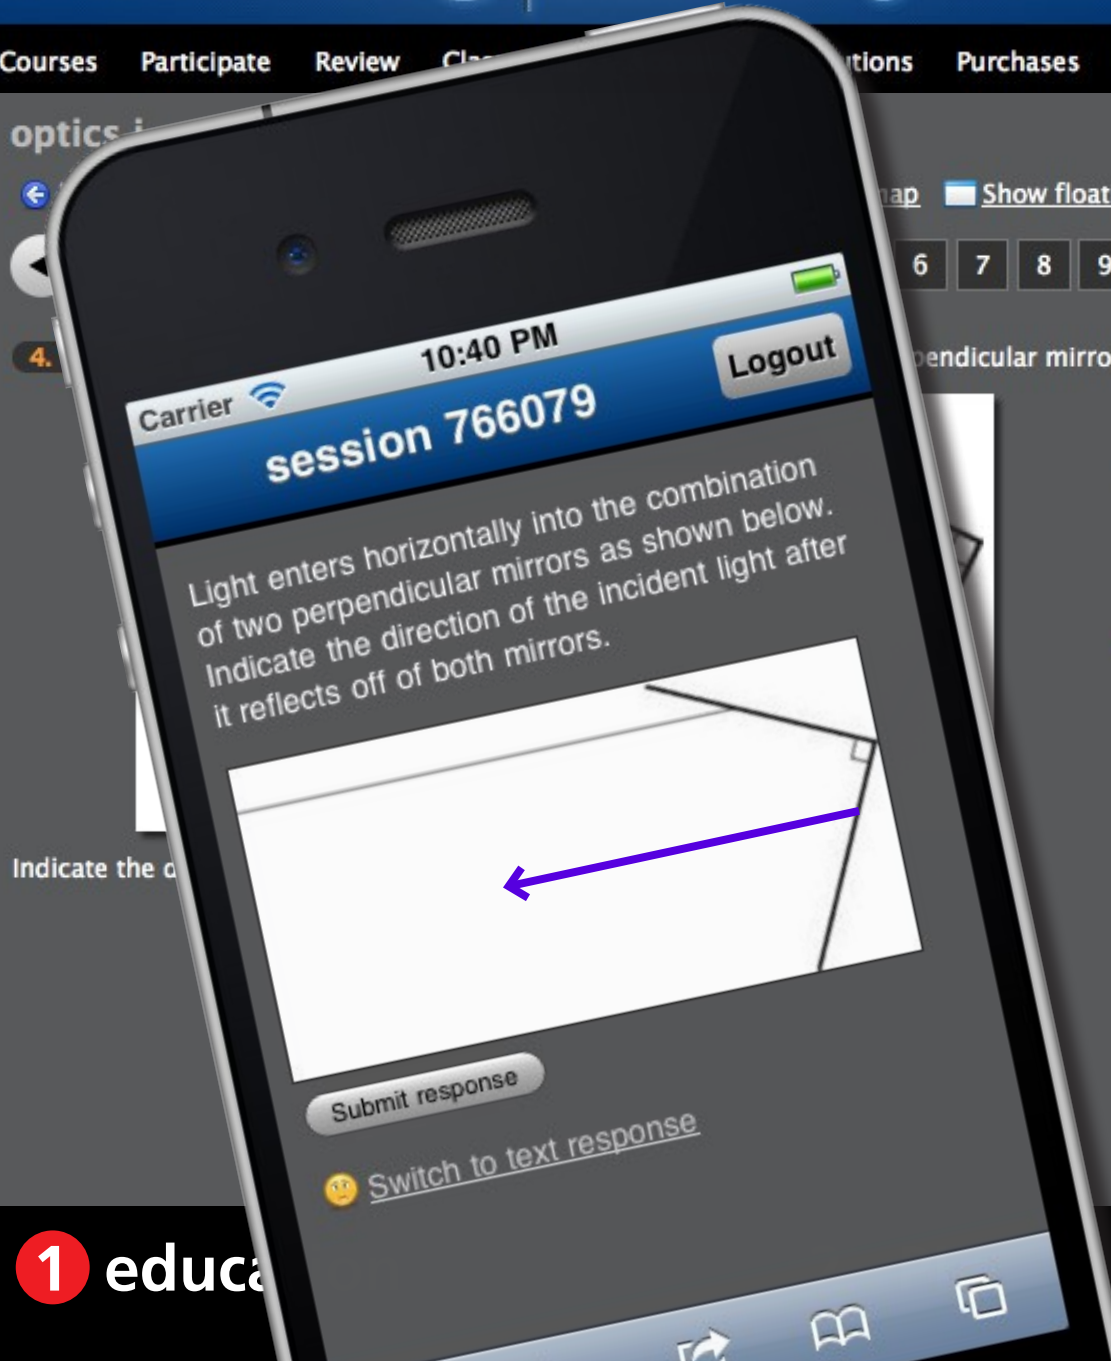 Courses Participate Review
Purchases
optics
Show float
6 7 8 9
4.
mirro
Carrier 10:40 PM
session 766079 Logout
Light enters horizontally into the combination
of two perpendicular mirrors as shown below.
Indicate the direction of the incident light after
it reflects off of both mirrors.
Indicate the
Submit response
Switch to text response
1 educa